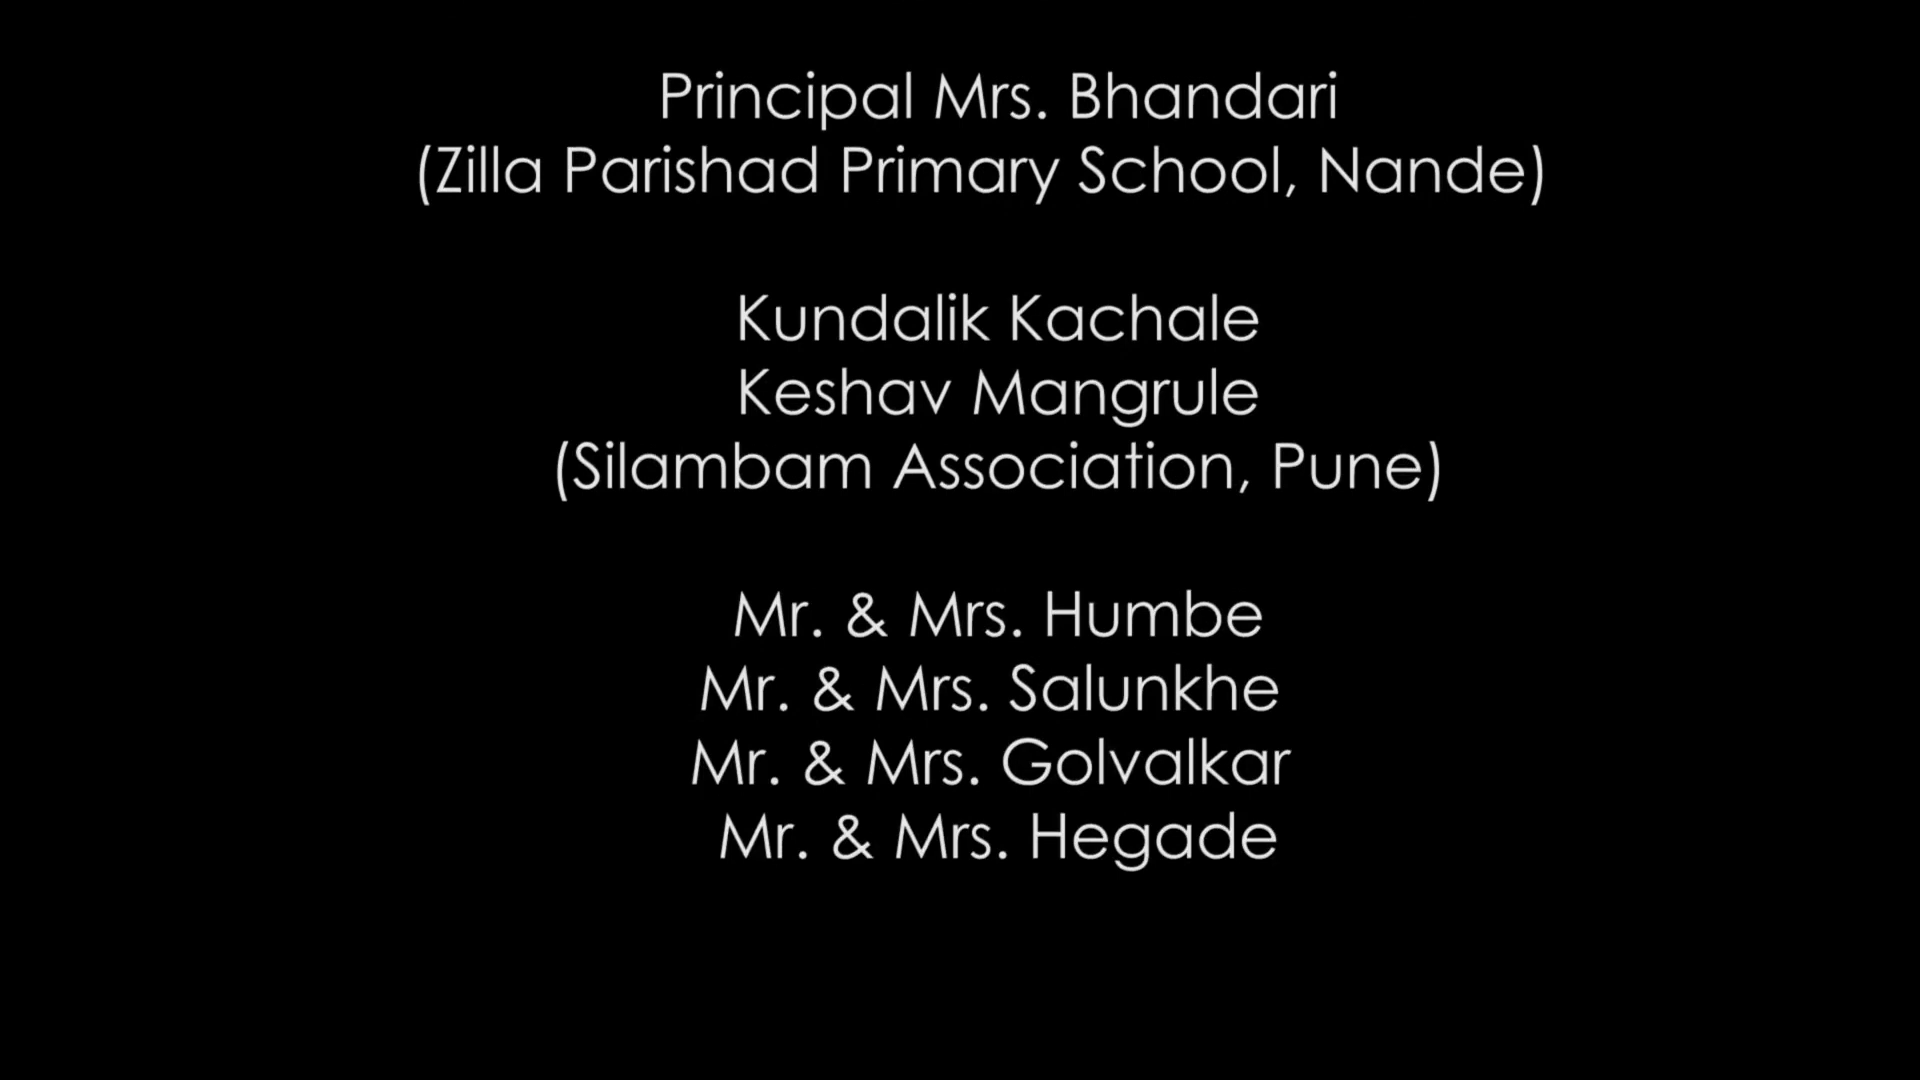 Principal Mrs. Bhandari
(Zilla Parishad Primary School, Nande)
Kundalik Kachale
Keshav Mangrule
(Silambam Association, Pune)
Mr. & Mrs. Humbe
Mr. & Mrs. Salunkhe
Mr. & Mrs. Golvalkar
Mr. & Mrs. Hegade